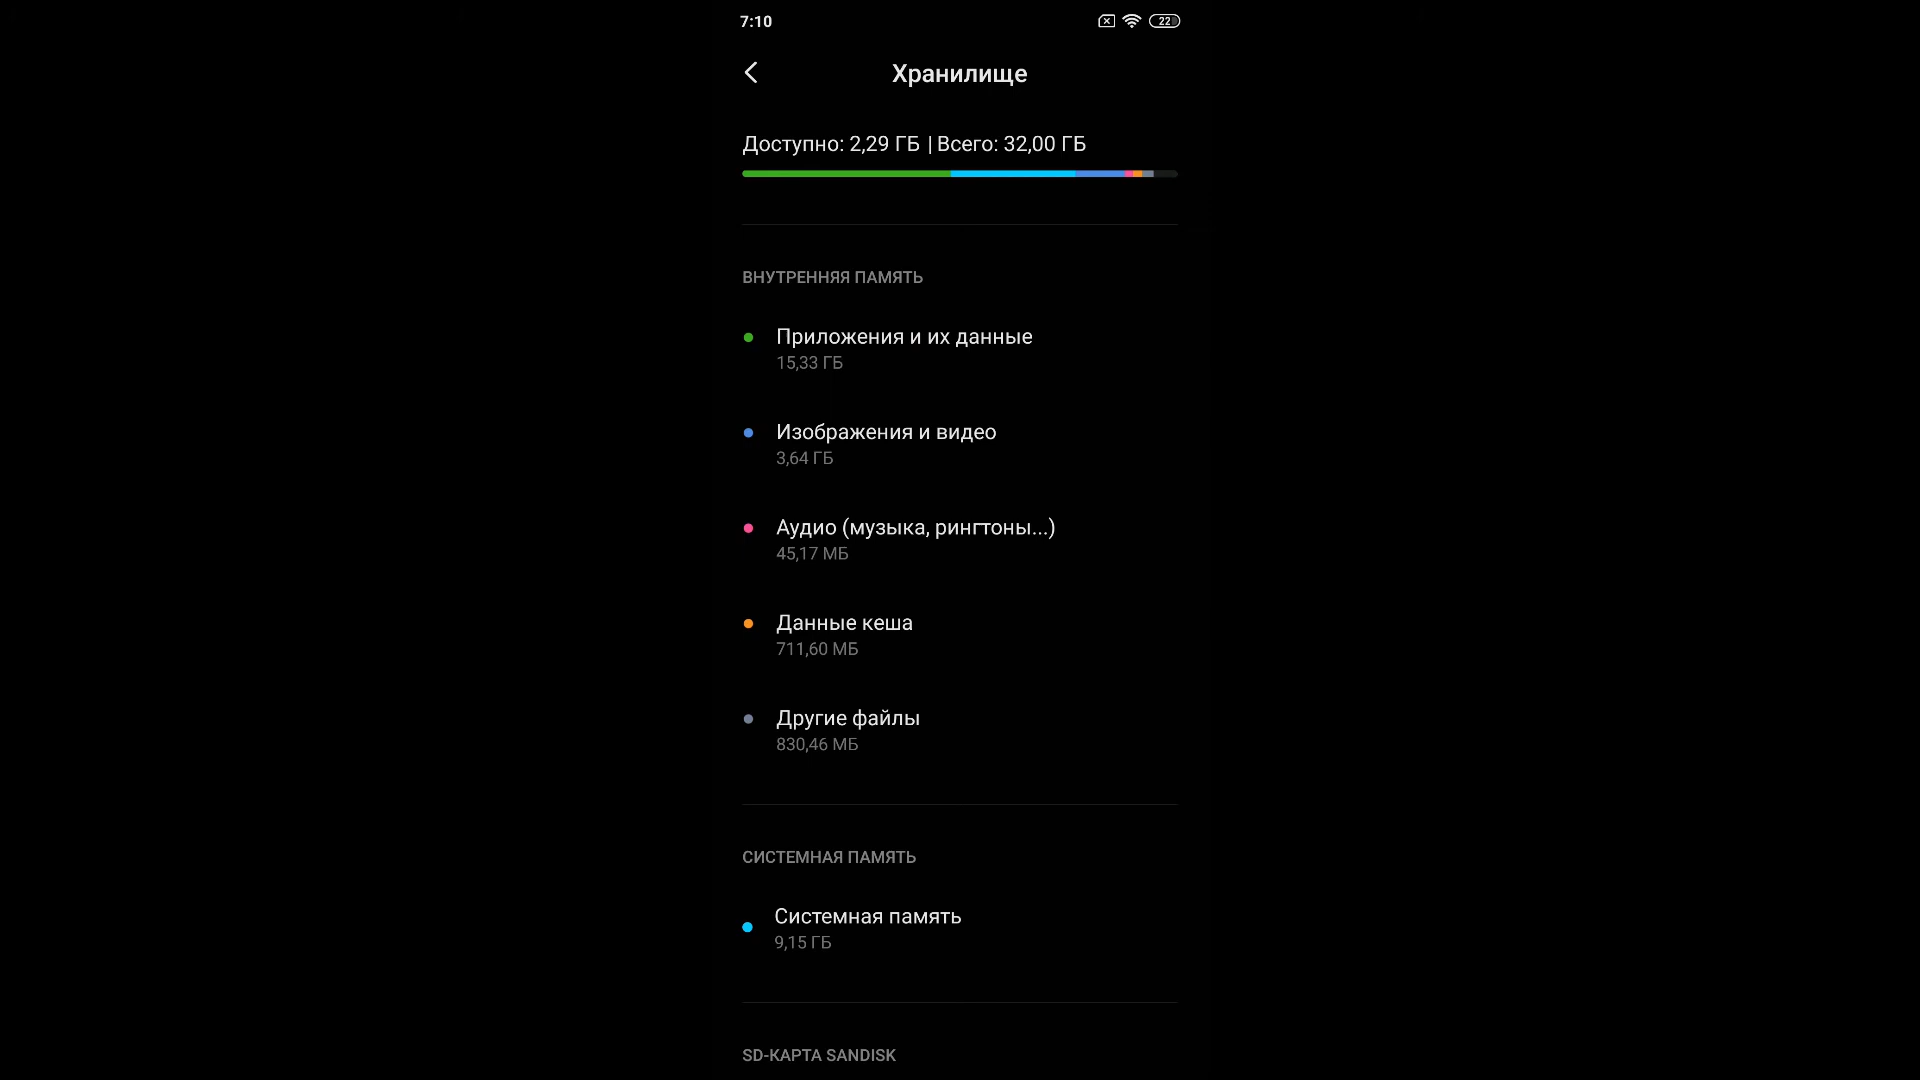 7:10
22
Хранилище
Доступно: 2,29 ГБ | Всего: 32,00 ГБ
ВНУТРЕННЯЯ ПАМЯТЬ
Приложения и их данные
15,33 ГБ
Изображения и видео
3,64 ГБ
Аудио (музыка, рингтоны...)
45,17 МБ
Данные кеша
711,60 МБ
Другие файлы
830,46 МБ
СИСТЕМНАЯ ПАМЯТЬ
Системная память
9,15 ГБ
SD-КАРТА SANDISK